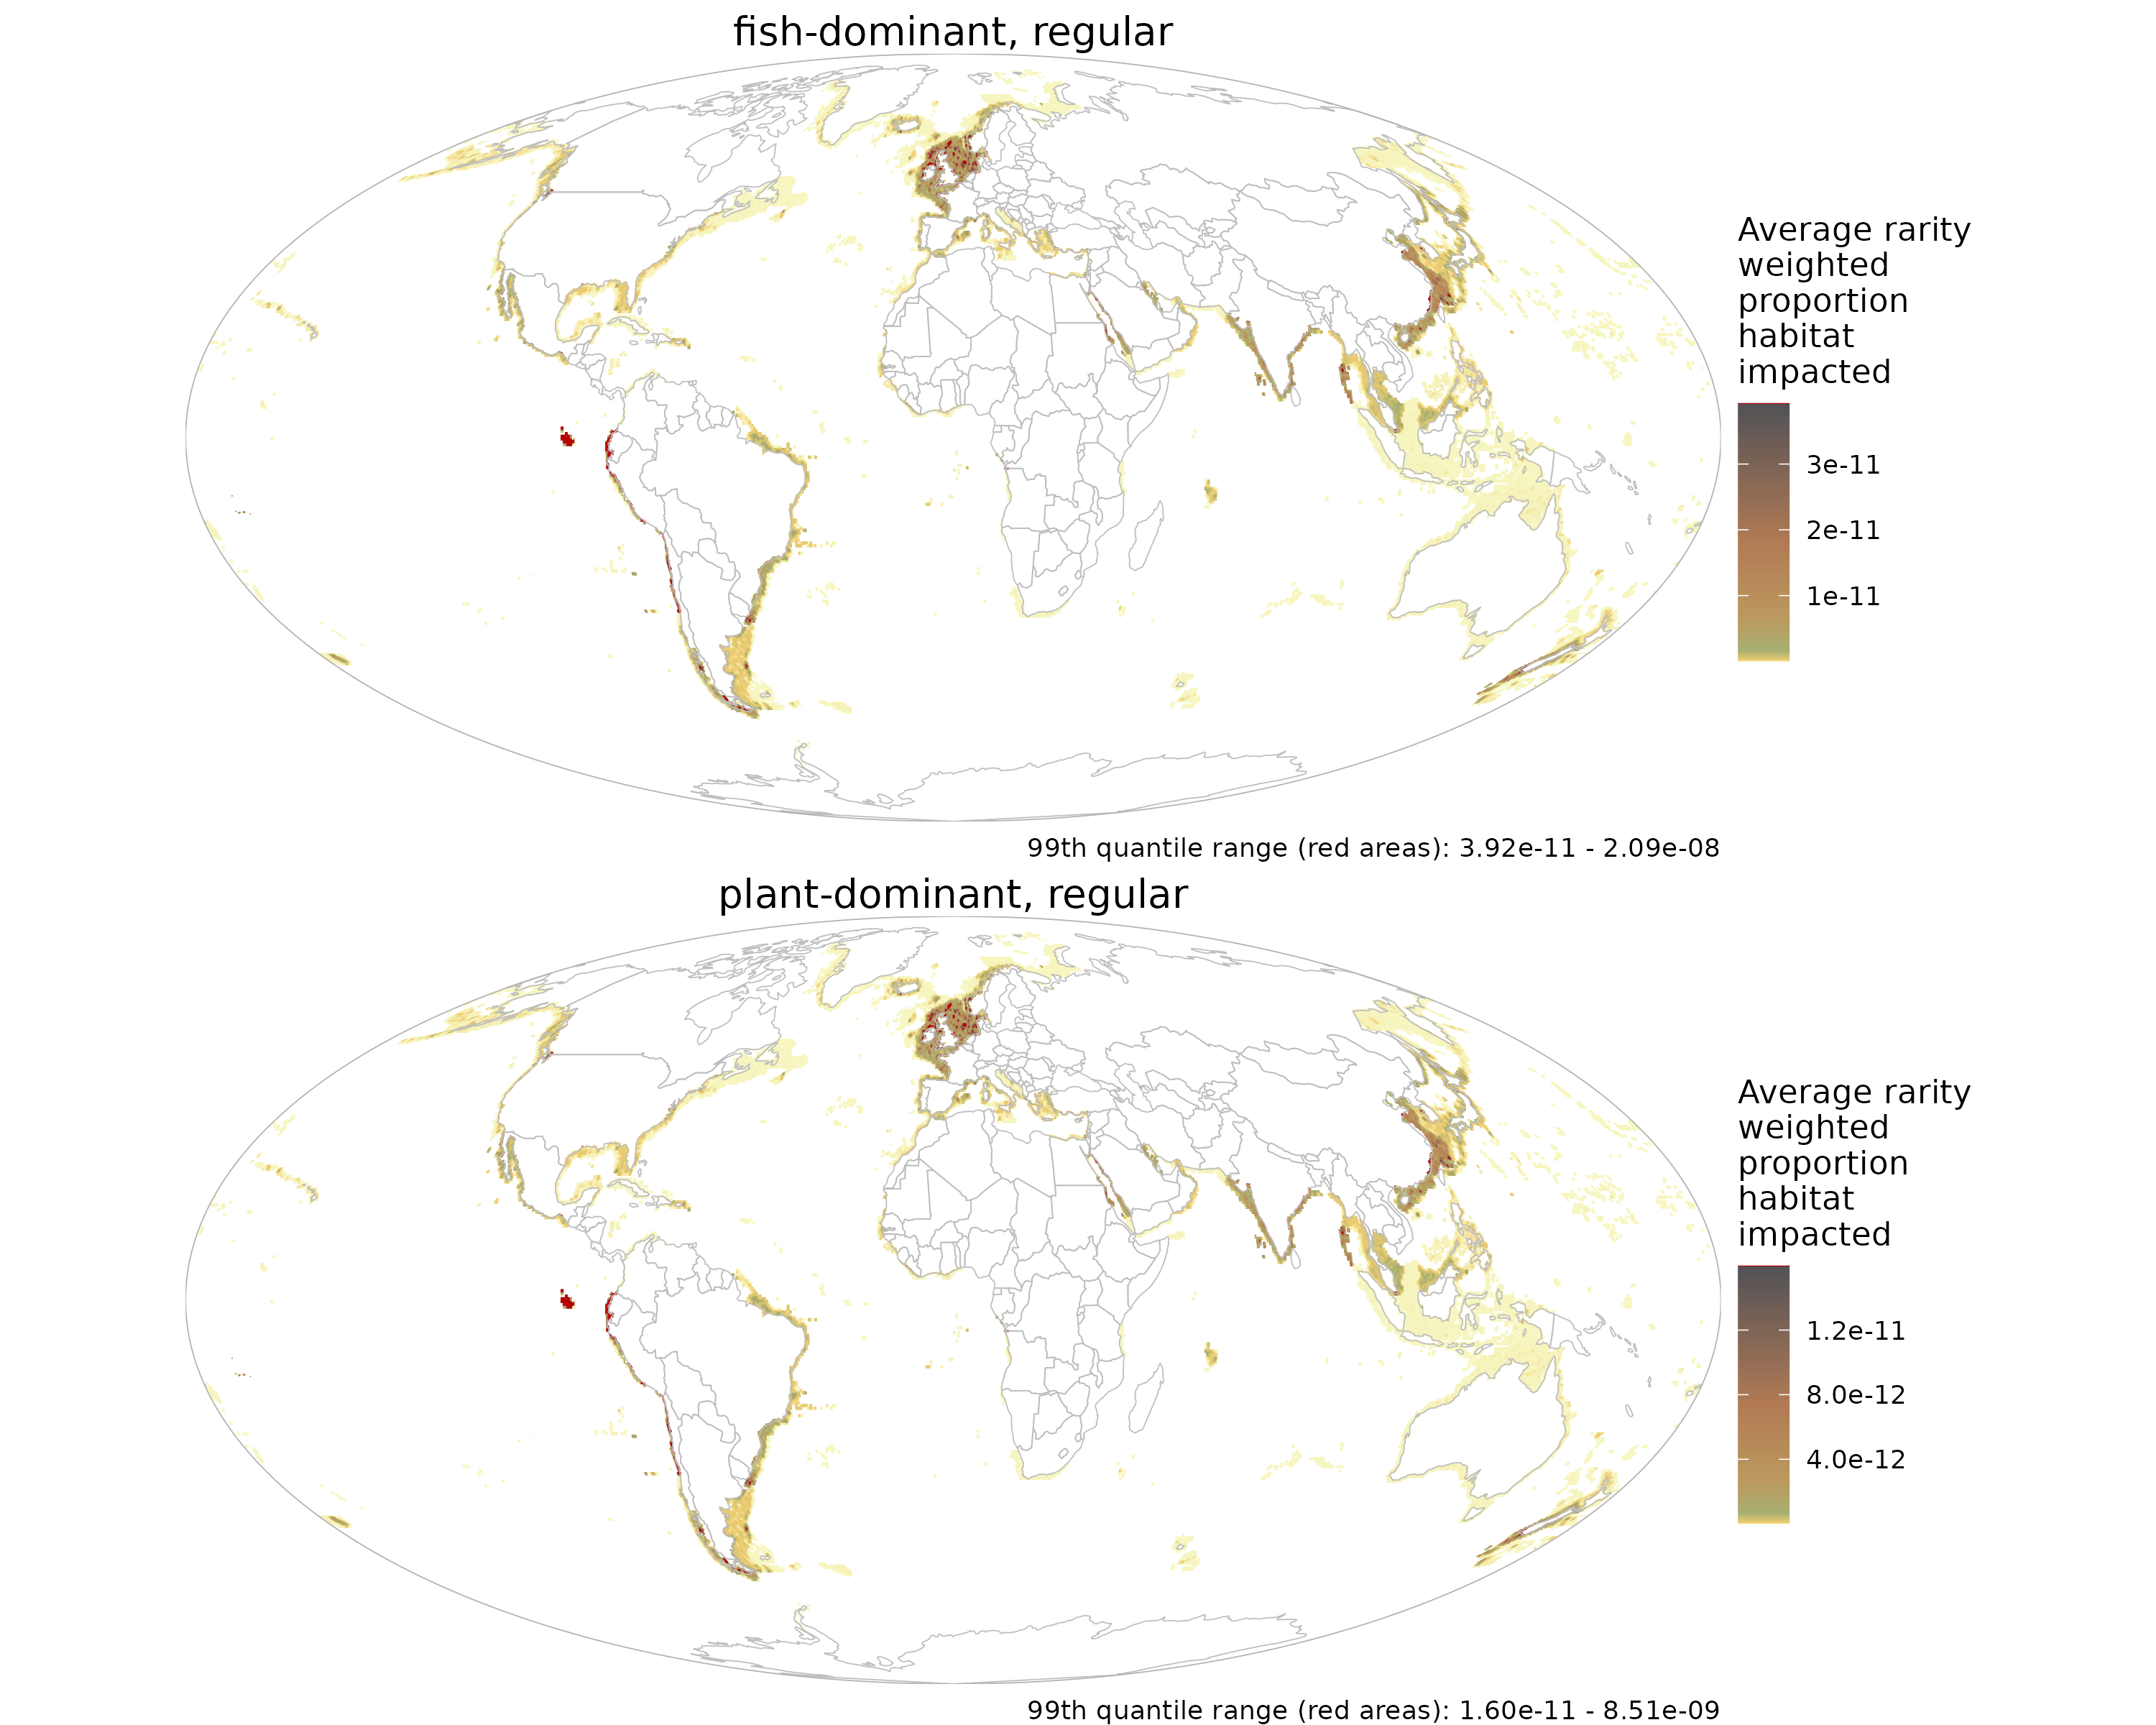 fish-dominant, regular
Average rarity
weighted
proportion
habitat
impacted
3e-11
2e-11
1e-11
99th quantile range (red areas): 3.92e-11 - 2.09e-08
plant-dominant, regular
Average rarity
weighted
proportion
habitat
impacted
1.2e-11
8.0e-12
4.0e-12
99th quantile range (red areas): 1.60e-11 - 8.51e-09